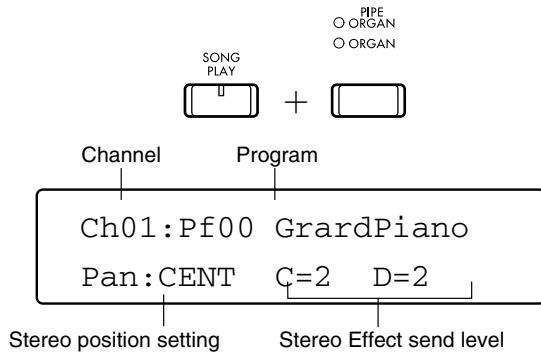 PIPE
ORGAN
ORGAN
SONG
PLAY
+
Channel Program
Ch01:Pf00 GrardPiano
Pan:CENT C=2 D=2
Stereo position setting Stereo Effect send level